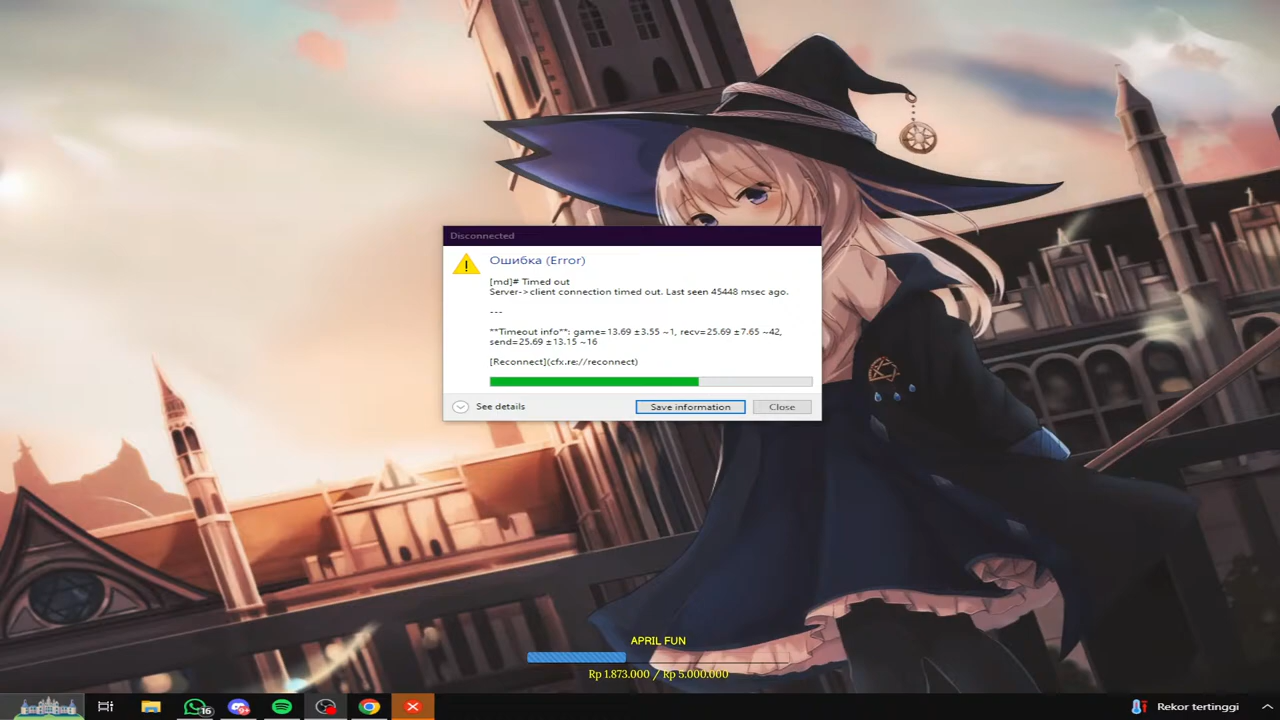 Disconnected
Ошибка (Error)
[md]# Timed out
Server->client connection timed out. Last seen 45448 msec ago.
---
**Timeout info**: game=13.69 ±3.55 ~1, recv=25.69 ±7.65 ~42,
send=25.69 ±13.15 ~16
[Reconnect](cfx.re://reconnect)
See details
Save information
Close
APRIL FUN
Rp 1.873.000 / Rp 5.000.000
16
9+
Rekor tertinggi